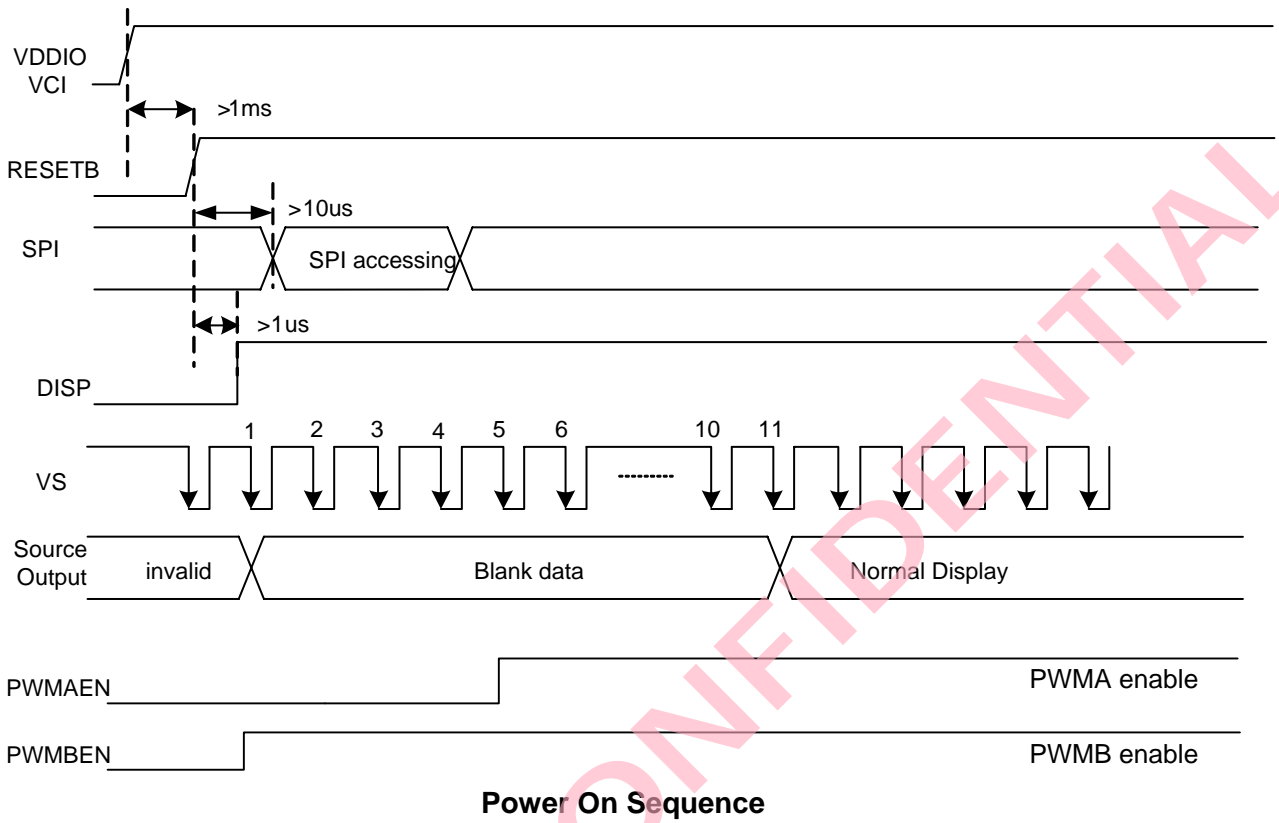 VDDIO
VCI
>1ms
RESETB
>10us
SPI
SPI accessing
>1us
DISP
1 2 3 4 5 6 10 11
VS
Source
Output
invalid
Blank data
Normal Display
PWMAEN
PWMA enable
PWMBEN
PWMB enable
Power On Sequence
ONFIDENTIAL